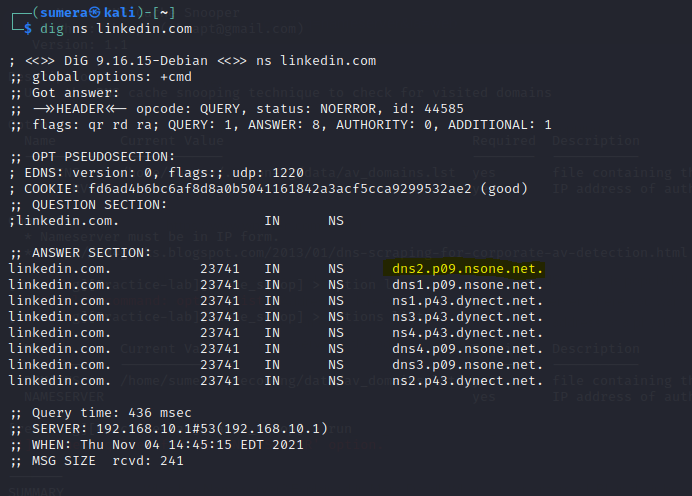 (sumera㉿kali)-[~]
$ dig ns linkedin.com
; <<>> DiG 9.16.15-Debian <<>> ns linkedin.com
;; global options: +cmd
;; Got answer:
;; ->>HEADER<<- opcode: QUERY, status: NOERROR, id: 44585
;; flags: qr rd ra; QUERY: 1, ANSWER: 8, AUTHORITY: 0, ADDITIONAL: 1
;; OPT PSEUDOSECTION:
; EDNS: version: 0, flags:; udp: 1220
; COOKIE: fd6ad4b6bc6af8d8a0b5041161842a3acf5cca9299532ae2 (good)
;; QUESTION SECTION:
;linkedin.com. IN NS
;; ANSWER SECTION:
linkedin.com. 23741 IN NS dns2.p09.nsone.net.
linkedin.com. 23741 IN NS dns1.p09.nsone.net.
linkedin.com. 23741 IN NS ns1.p43.dynect.net.
linkedin.com. 23741 IN NS ns3.p43.dynect.net.
linkedin.com. 23741 IN NS ns4.p43.dynect.net.
linkedin.com. 23741 IN NS dns4.p09.nsone.net.
linkedin.com. 23741 IN NS dns3.p09.nsone.net.
linkedin.com. 23741 IN NS ns2.p43.dynect.net.
;; Query time: 436 msec
;; SERVER: 192.168.10.1#53(192.168.10.1)
;; WHEN: Thu Nov 04 14:45:15 EDT 2021
;; MSG SIZE rcvd: 241